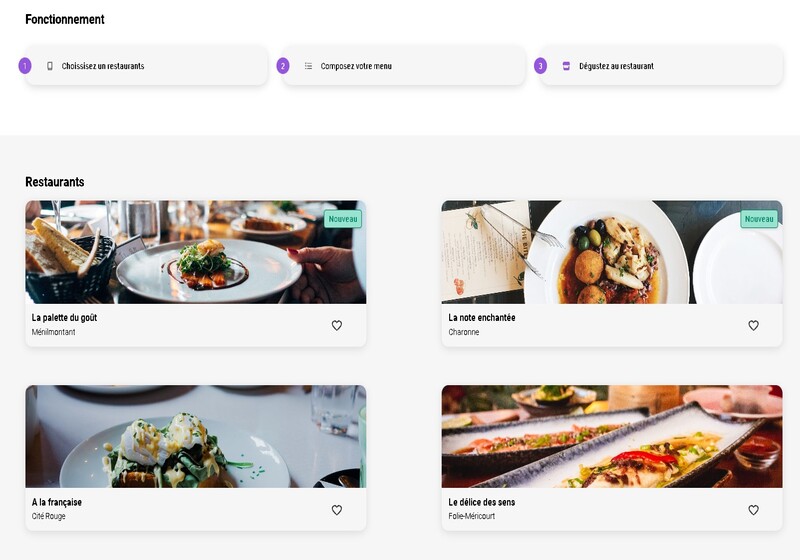 Fonctionnement
1 Choissisez un restaurants
2 Composez votre menu
3 Dégustez au restaurant
Restaurants
Nouveau
Nouveau
La palette du goût
Ménilmontant
La note enchantée
Charonne
A la française
Cité Rouge
Le délice des sens
Folie-Méricourt